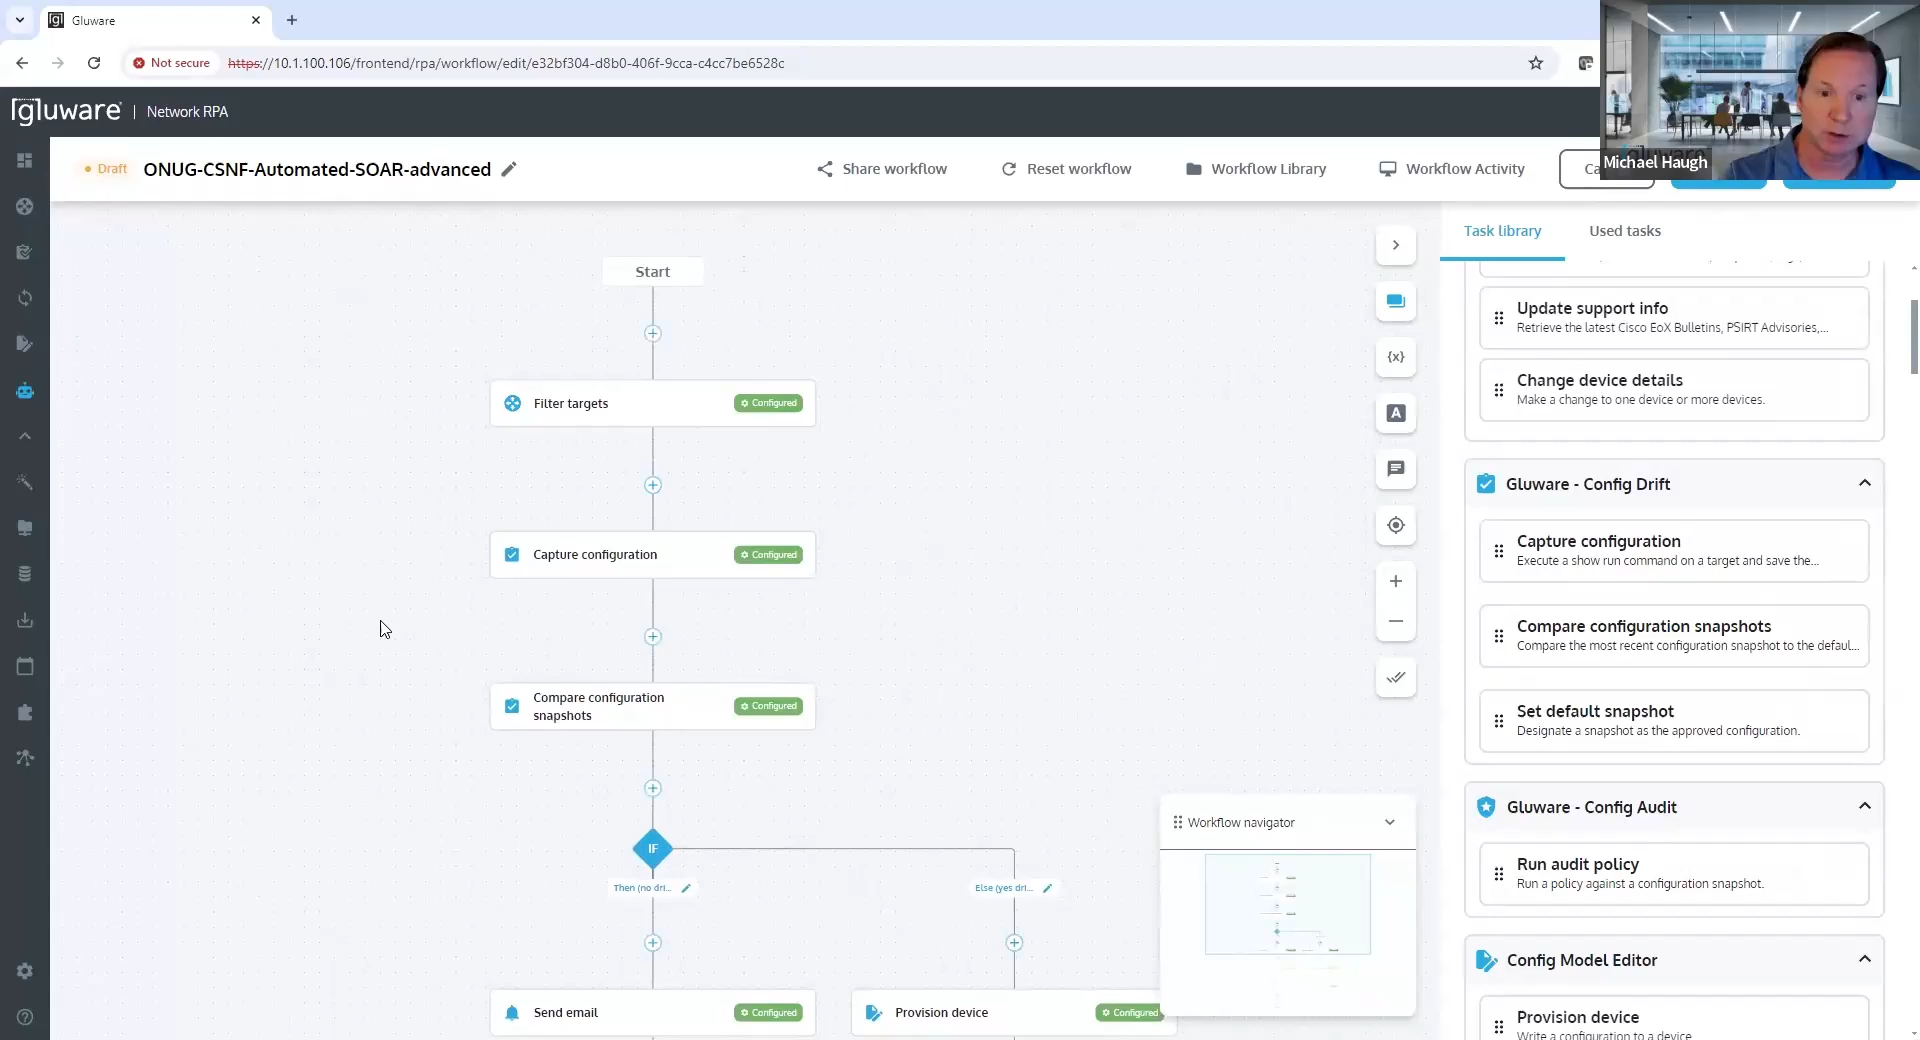 Gluware
Not secure
https://10.1.100.106/frontend/rpa/workflow/edit/e32bf304-d8b0-406f-9cca-c4cc7be6528c
[gluware | Network RPA
Draft ONUG-CSNF-Automated-SOAR-advanced
Share workflow
Reset workflow
Workflow Library
Workflow Activity
Michael Haugh
Start
Filter targets
Configured
Capture configuration
Configured
Compare configuration
snapshots
Configured
IF
Then (no dri...
Else (yes dri...
Send email
Configured
Provision device
Configured
{x}
A
Workflow navigator
Task library
Used tasks
Update support info
Retrieve the latest Cisco EoX Bulletins, PSIRT Advisories,...
Change device details
Make a change to one device or more devices.
Gluware - Config Drift
Capture configuration
Execute a show run command on a target and save the...
Compare configuration snapshots
Compare the most recent configuration snapshot to the defaul...
Set default snapshot
Designate a snapshot as the approved configuration.
Gluware - Config Audit
Run audit policy
Run a policy against a configuration snapshot.
Config Model Editor
Provision device
Write a configuration to a device